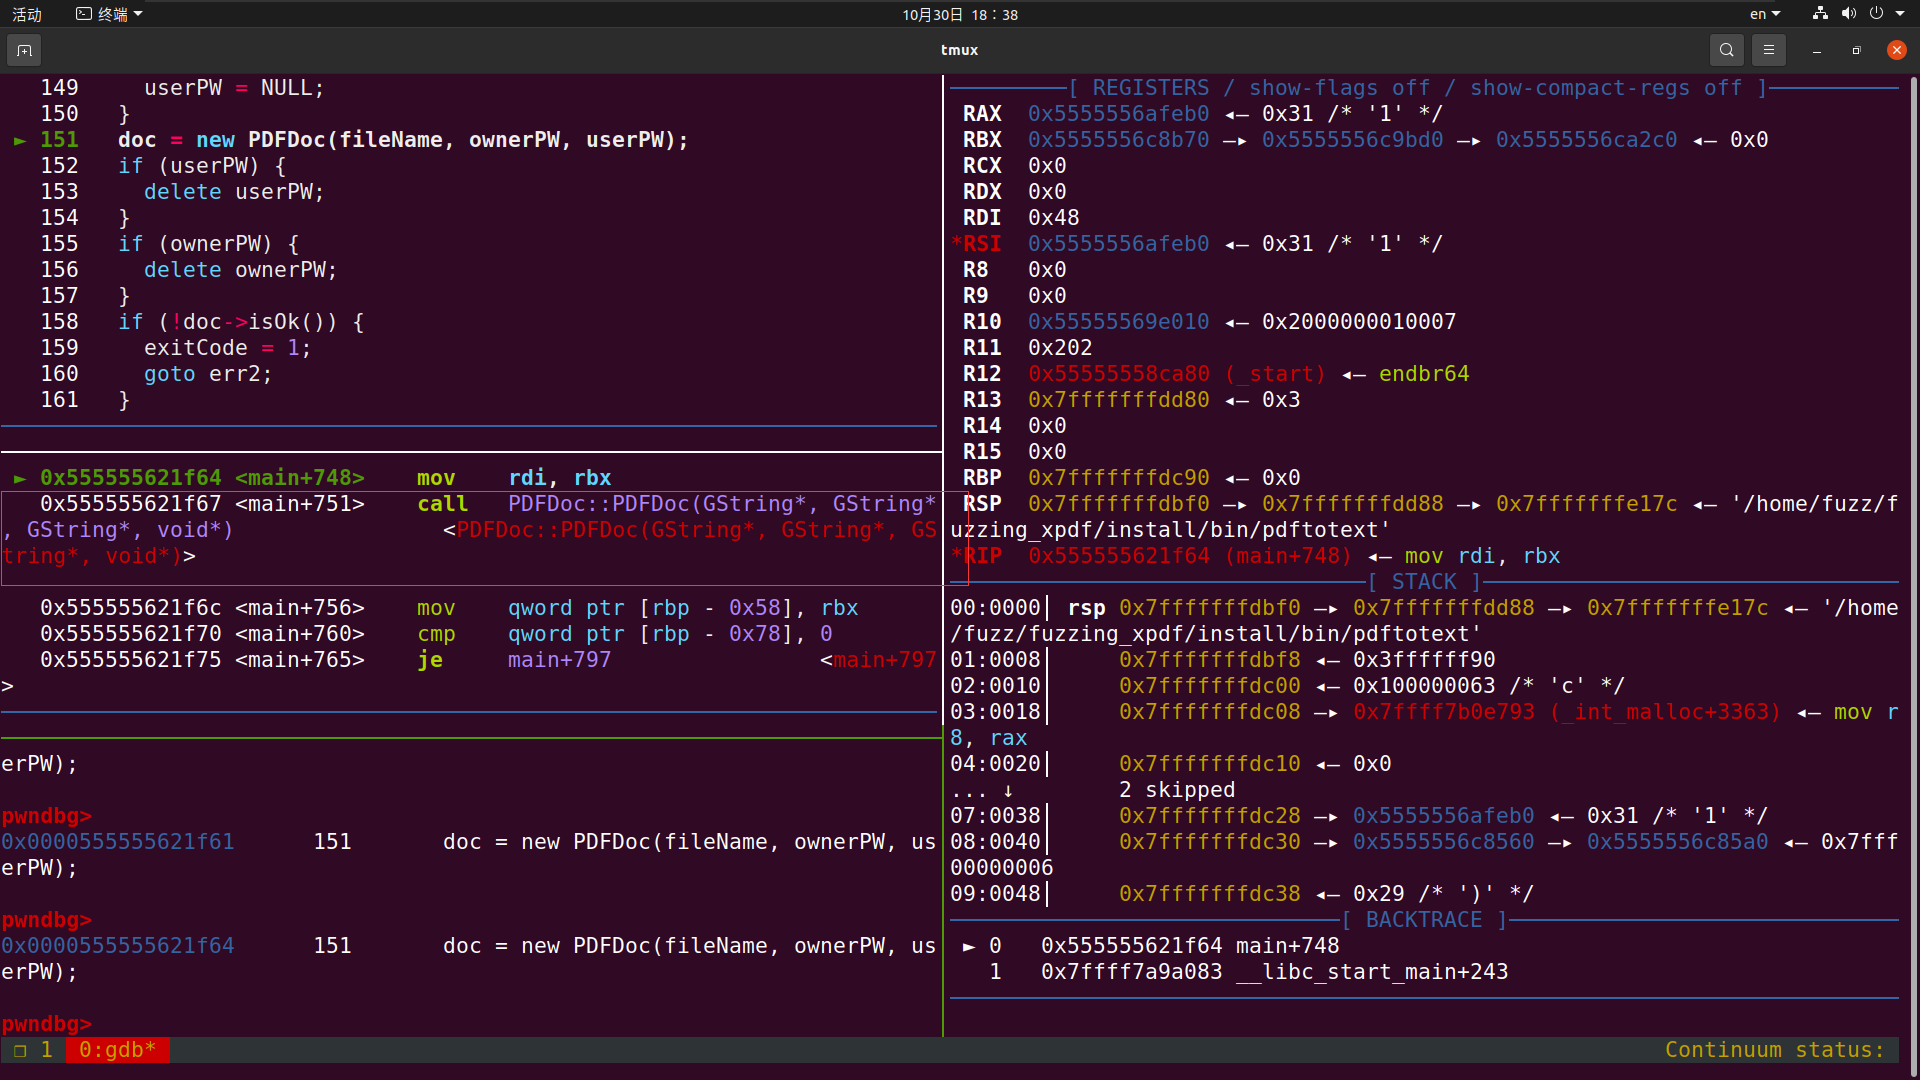 活动 终端 10月30日 18：38 en
tmux
149 userPW = NULL;
150 }
► 151 doc = new PDFDoc(fileName, ownerPW, userPW);
152 if (userPW) {
153 delete userPW;
154 }
155 if (ownerPW) {
156 delete ownerPW;
157 }
158 if (!doc->isOk()) {
159 exitCode = 1;
160 goto err2;
161 }
► 0x555555621f64 <main+748> mov rdi, rbx
0x555555621f67 <main+751> call PDFDoc::PDFDoc(GString*, GString*
, GString*, void*) <PDFDoc::PDFDoc(GString*, GString*, GS
tring*, void*)>
0x555555621f6c <main+756> mov qword ptr [rbp - 0x58], rbx
0x555555621f70 <main+760> cmp qword ptr [rbp - 0x78], 0
0x555555621f75 <main+765> je main+797 <main+797
>
erPW);
pwndbg>
0x0000555555621f61 151 doc = new PDFDoc(fileName, ownerPW, us
erPW);
pwndbg>
0x0000555555621f64 151 doc = new PDFDoc(fileName, ownerPW, us
erPW);
pwndbg>
[ REGISTERS / show-flags off / show-compact-regs off ]
RAX 0x5555556afeb0 ◂— 0x31 /* '1' */
RBX 0x5555556c8b70 —▸ 0x5555556c9bd0 —▸ 0x5555556ca2c0 ◂— 0x0
RCX 0x0
RDX 0x0
RDI 0x48
*RSI 0x5555556afeb0 ◂— 0x31 /* '1' */
R8 0x0
R9 0x0
R10 0x55555569e010 ◂— 0x2000000010007
R11 0x202
R12 0x55555558ca80 (_start) ◂— endbr64
R13 0x7fffffffdd80 ◂— 0x3
R14 0x0
R15 0x0
RBP 0x7fffffffdc90 ◂— 0x0
RSP 0x7fffffffdbf0 —▸ 0x7fffffffdd88 —▸ 0x7fffffffe17c ◂— '/home/fuzz/f
uzzing_xpdf/install/bin/pdftotext'
*RIP 0x555555621f64 (main+748) ◂— mov rdi, rbx
[ STACK ]
00:0000│ rsp 0x7fffffffdbf0 —▸ 0x7fffffffdd88 —▸ 0x7fffffffe17c ◂— '/home
/fuzz/fuzzing_xpdf/install/bin/pdftotext'
01:0008│ 0x7fffffffdbf8 ◂— 0x3ffffff90
02:0010│ 0x7fffffffdc00 ◂— 0x100000063 /* 'c' */
03:0018│ 0x7fffffffdc08 —▸ 0x7ffff7b0e793 (_int_malloc+3363) ◂— mov r
8, rax
04:0020│ 0x7fffffffdc10 ◂— 0x0
... ↓ 2 skipped
07:0038│ 0x7fffffffdc28 —▸ 0x5555556afeb0 ◂— 0x31 /* '1' */
08:0040│ 0x7fffffffdc30 —▸ 0x5555556c8560 —▸ 0x5555556c85a0 ◂— 0x7fff
00000006
09:0048│ 0x7fffffffdc38 ◂— 0x29 /* ')' */
[ BACKTRACE ]
► 0 0x555555621f64 main+748
1 0x7ffff7a9a083 __libc_start_main+243
❐ 1 0:gdb* Continuum status: